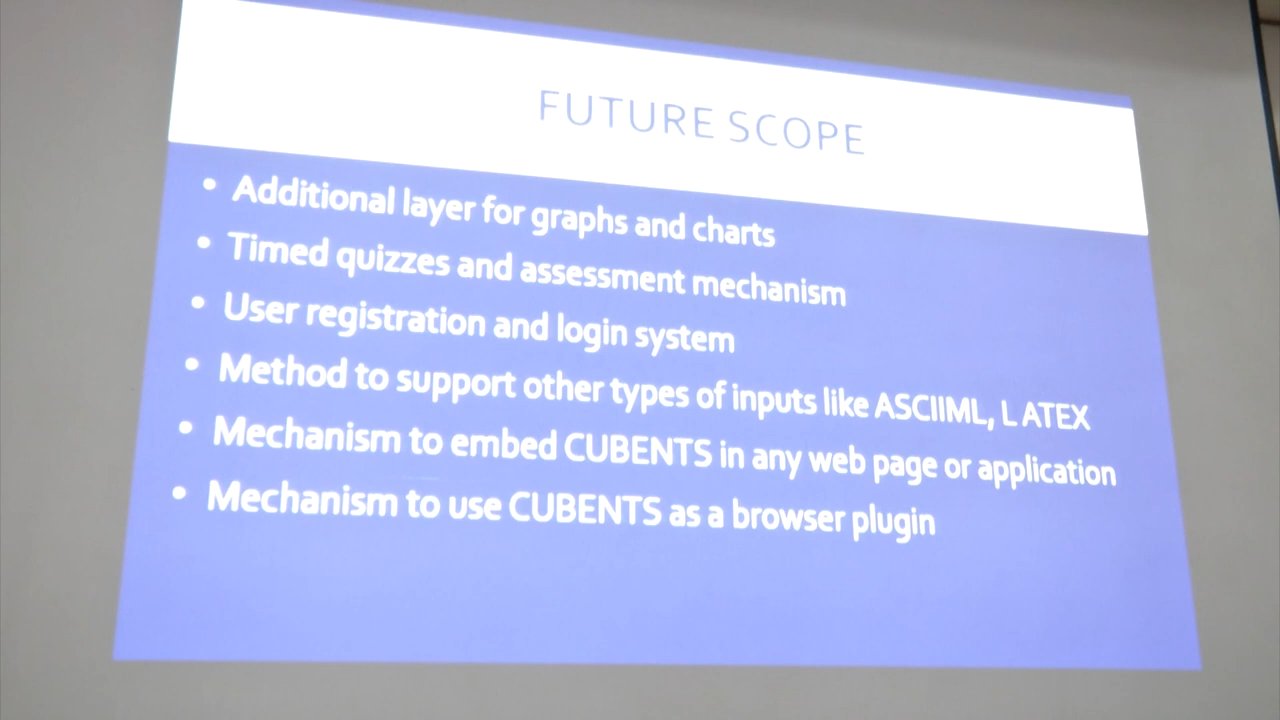 FUTURE SCOPE
• Additional layer for graphs and charts
• Timed quizzes and assessment mechanism
• User registration and login system
• Method to support other types of inputs like ASCIIML, L ATEX
• Mechanism to embed CUBENTS in any web page or application
• Mechanism to use CUBENTS as a browser plugin